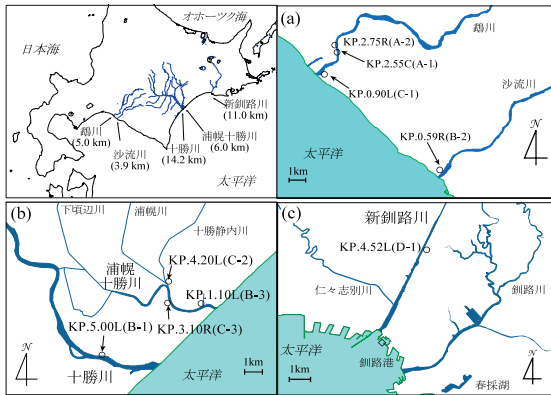 オホーツク海
日本海
新釧路川
(11.0 km)
浦幌十勝川
(6.0 km)
十勝川
(14.2 km)
鵡川
(5.0 km)
沙流川
(3.9 km)
太平洋
(a)
鵡川
KP.2.75R(A-2)
KP.2.55C(A-1)
KP.0.90L(C-1)
沙流川
KP.0.59R(B-2)
太平洋
N
1km
(b)
下頃辺川
浦幌川
十勝静内川
KP.4.20L(C-2)
浦幌
十勝川
KP.1.10L(B-3)
KP.5.00L(B-1)
KP.3.10R(C-3)
N
十勝川
1km
太平洋
(c)
新釧路川
KP.4.52L(D-1)
仁々志別川
釧路川
太平洋
釧路港
1km
春採湖
N